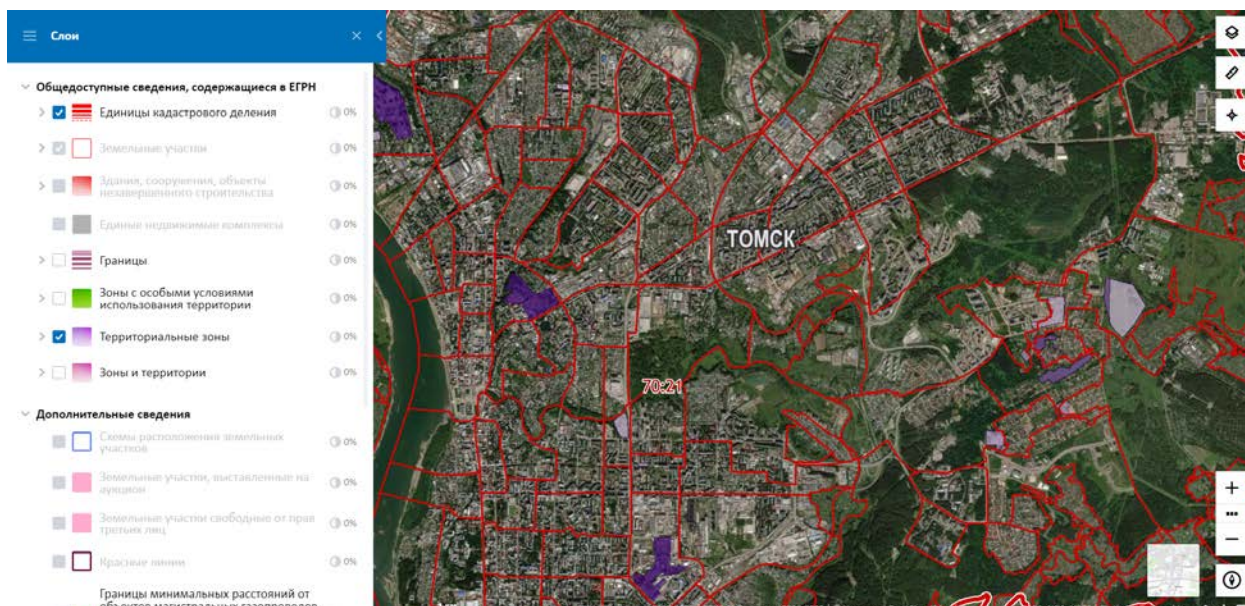 Слои
Общедоступные сведения, содержащиеся в ЕГРН
Единицы кадастрового деления 0%
Земельные участки 0%
Здания, сооружения, объекты
незавершенного строительства 0%
Единые недвижимые комплексы 0%
Границы 0%
Зоны с особыми условиями
использования территории 0%
Территориальные зоны 0%
Зоны и территории 0%
Дополнительные сведения
Схемы расположения земельных
участков 0%
Земельные участки, выставленные на
аукцион 0%
Земельные участки свободные от прав
третьих лиц 0%
Красные линии 0%
Границы минимальных расстояний от
объектов магистральных газопроводов
ТОМСК
70:21